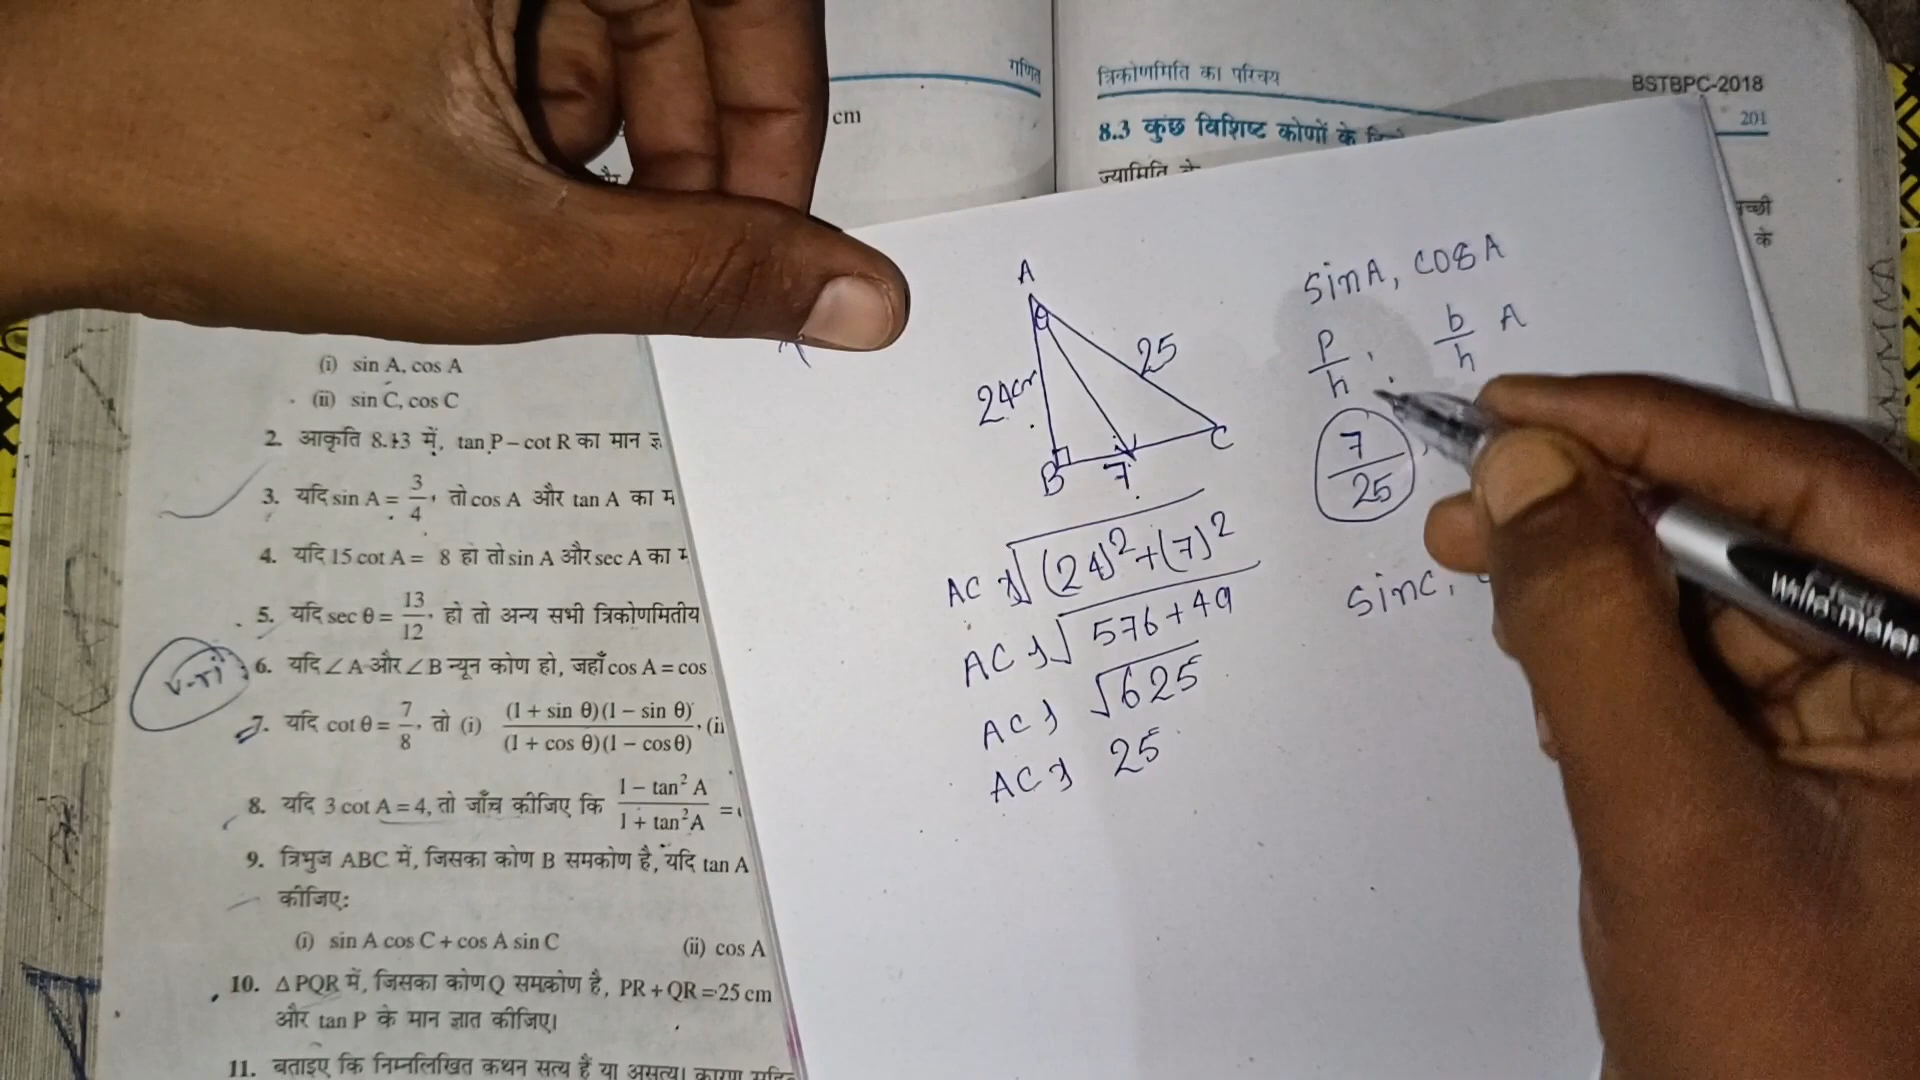 गणित
cm
त्रिकोणमिति का परिचय
BSTBPC-2018
201
8.3 कुछ विशिष्ट कोणों के
ज्यामिति
के
(i) sin A, cos A
(ii) sin C, cos C
2. आकृति 8.13 में, tan P – cot R का मान
3. यदि sin A = 3/4, तो cos A और tan A का
4. यदि 15 cot A = 8 हो तो sin A और sec A का
5. यदि sec θ = 13/12, हो तो अन्य सभी त्रिकोणमितीय
6. यदि ∠A और ∠B न्यून कोण हो, जहाँ cos A = cos
7. यदि cot θ = 7/8, तो (i) (1 + sin θ)(1 – sin θ)/(1 + cos θ)(1 – cos θ),
8. यदि 3 cot A = 4, तो जाँच कीजिए कि 1 – tan² A/1 + tan² A =
9. त्रिभुज ABC में, जिसका कोण B समकोण है, यदि tan A
कीजिए:
(i) sin A cos C + cos A sin C (ii) cos A
10. Δ PQR में, जिसका कोण Q समकोण है, PR + QR = 25 cm
और tan P के मान ज्ञात कीजिए।
11. बताइए कि निम्नलिखित कथन सत्य हैं या असत्य। कारण
A
24cm
25
B
7
C
AC √(24)²+(7)²
AC √576+49
AC √625
AC 25
sinA, cosA
p/h, b/h A
7/25
sinc,